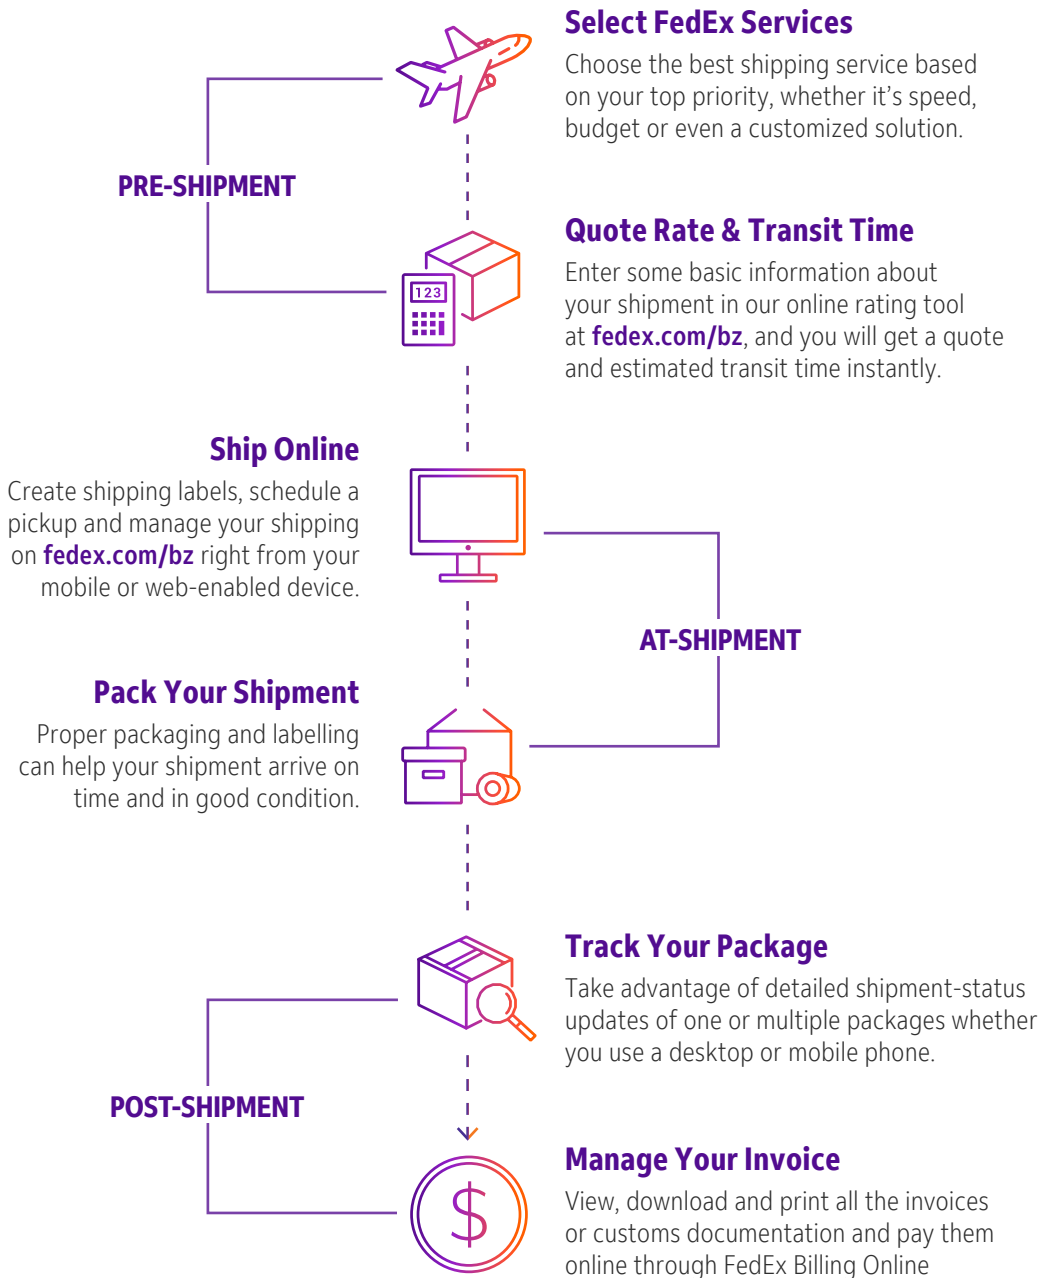 Select FedEx Services
Choose the best shipping service based
on your top priority, whether it’s speed,
budget or even a customized solution.
PRE-SHIPMENT
Quote Rate & Transit Time
Enter some basic information about
your shipment in our online rating tool
at fedex.com/bz, and you will get a quote
and estimated transit time instantly.
123
Ship Online
Create shipping labels, schedule a
pickup and manage your shipping
on fedex.com/bz right from your
mobile or web-enabled device.
AT-SHIPMENT
Pack Your Shipment
Proper packaging and labelling
can help your shipment arrive on
time and in good condition.
Track Your Package
Take advantage of detailed shipment-status
updates of one or multiple packages whether
you use a desktop or mobile phone.
POST-SHIPMENT
Manage Your Invoice
View, download and print all the invoices
or customs documentation and pay them
online through FedEx Billing Online
$